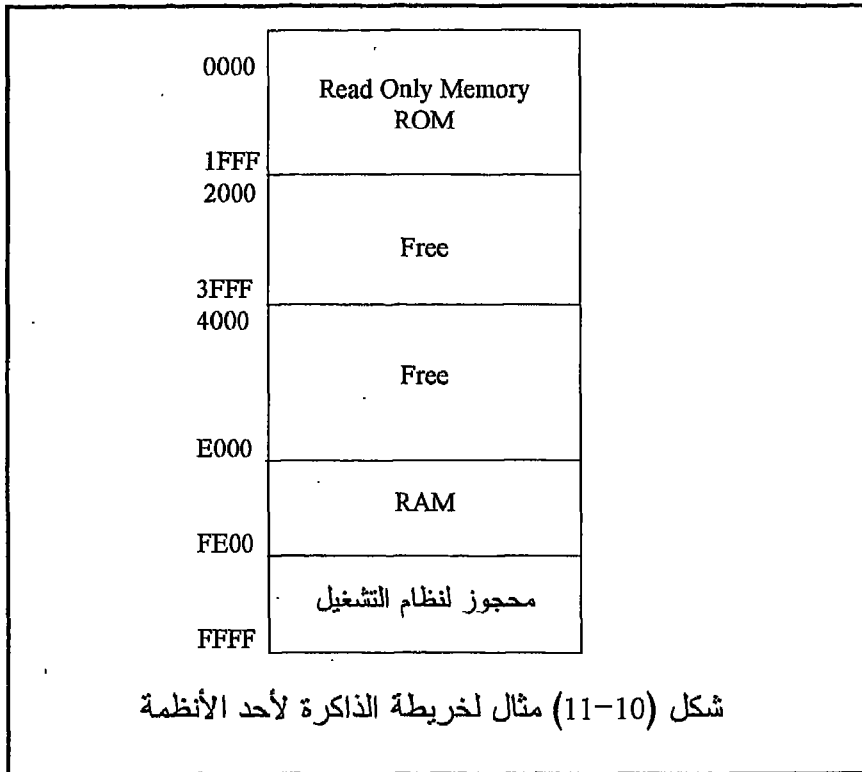 0000
Read Only Memory
ROM
1FFF
2000
Free
3FFF
4000
Free
E000
RAM
FE00
محجوز لنظام التشغيل
FFFF
شكل (10-11) مثال لخريطة الذاكرة لأحد الأنظمة